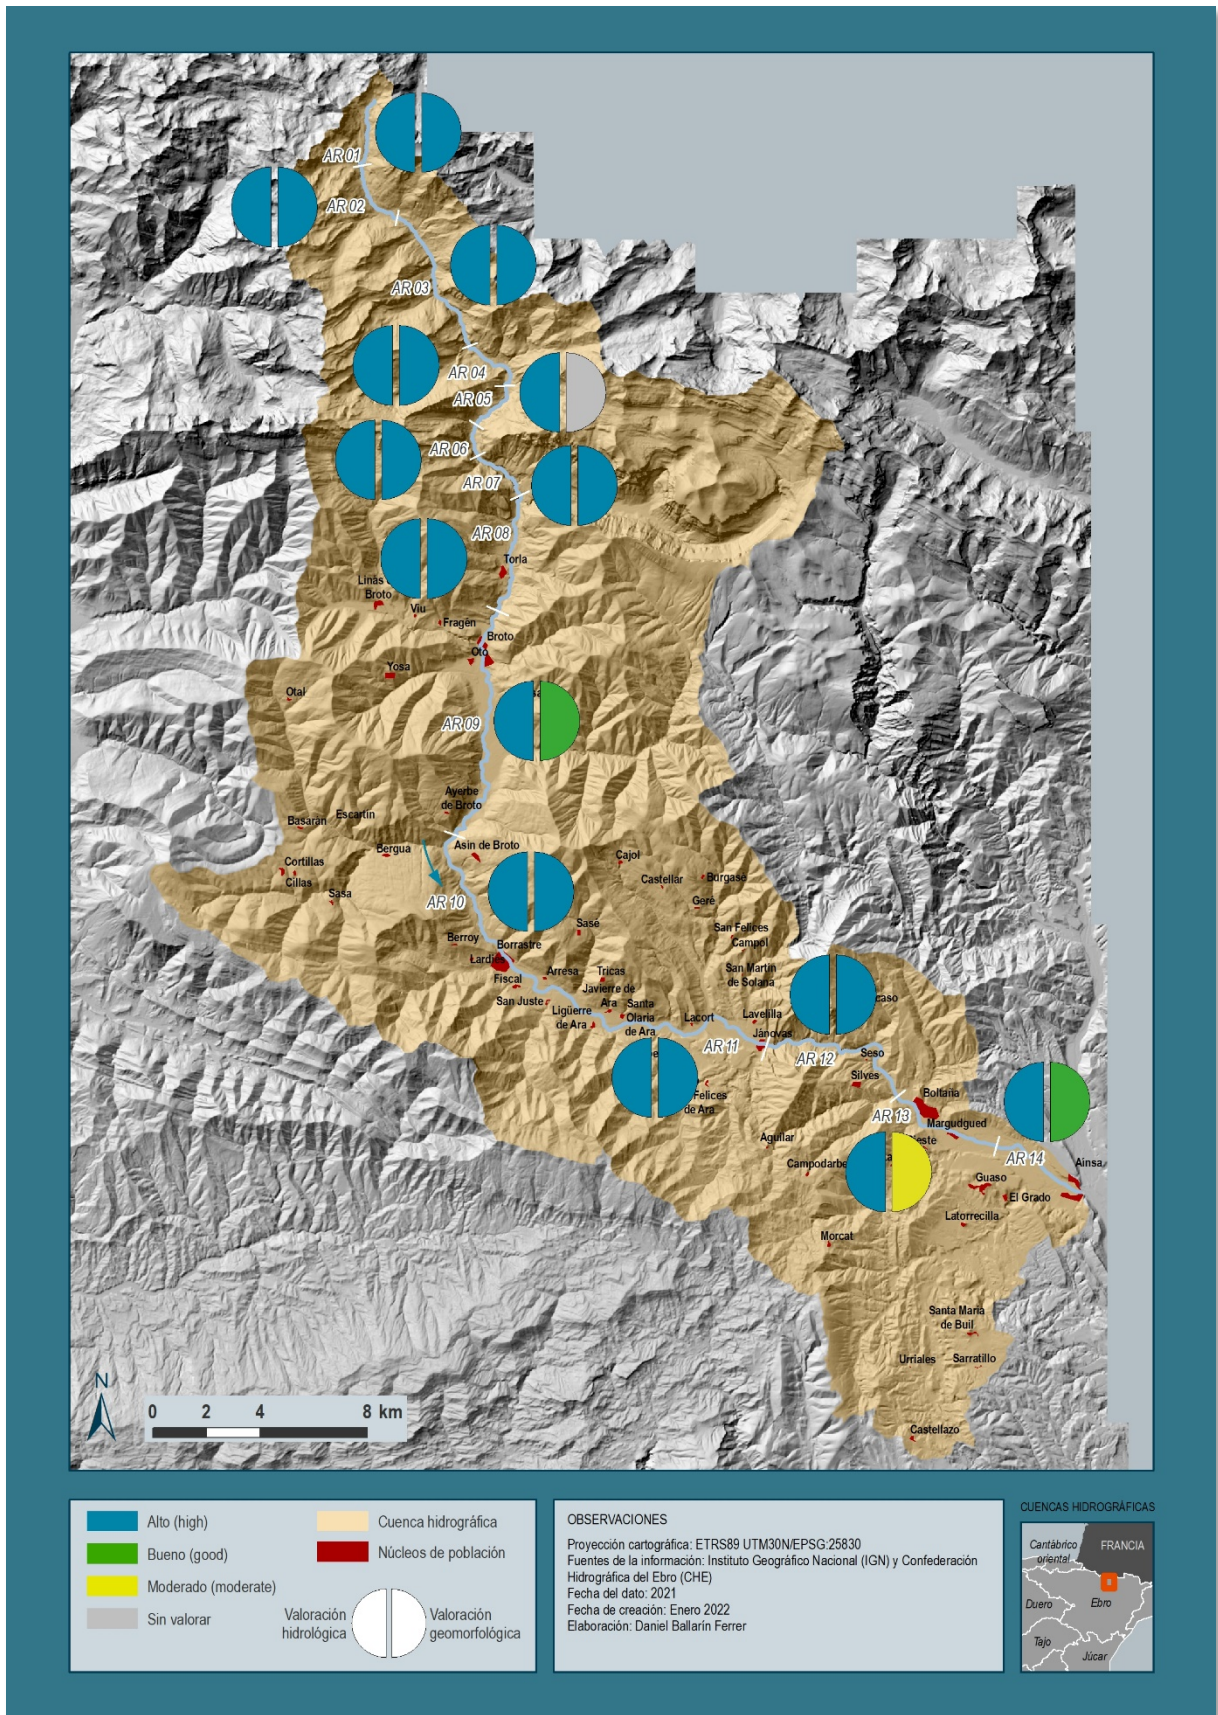 AR 01
AR 02
AR 03
AR 04
AR 05
AR 06
AR 07
AR 08
Torla
Linás
Broto
Viu
Fragén
Broto
Oto
Yosa
Otal
AR 09
Ayerbe
de Broto
Escartín
Basarán
Bergua
Asín de Broto
Cortillas
Cillas
Sasa
AR 10
Cajol
Castellar
Burgasé
Geré
Sasé
San Felices
Campol
Berroy
Borrastre
Lardiés
Fiscal
Arresa
Tricas
San Martín
de Solana
San Juste
Javierre de
Ara
Santa
Olaria
de Ara
Ligüerre
de Ara
Lacort
Lavelilla
Jánovas
caso
AR 11
AR 12
Seso
Silves
Felices
de Ara
Boltaña
AR 13
Margudgued
Aguilar
Campodarbe
AR 14
Ainsa
Guaso
El Grado
Latorrecilla
Morcat
Santa María
de Buil
Urriales
Sarratillo
Castellazo
N
0 2 4 8 km
Alto (high)
Bueno (good)
Moderado (moderate)
Sin valorar
Cuenca hidrográfica
Núcleos de población
Valoración
hidrológica
Valoración
geomorfológica
OBSERVACIONES
Proyección cartográfica: ETRS89 UTM30N/EPSG:25830
Fuentes de la información: Instituto Geográfico Nacional (IGN) y Confederación
Hidrográfica del Ebro (CHE)
Fecha del dato: 2021
Fecha de creación: Enero 2022
Elaboración: Daniel Ballarín Ferrer
CUENCAS HIDROGRÁFICAS
Cantábrico
oriental
FRANCIA
Duero
Ebro
Tajo
Júcar